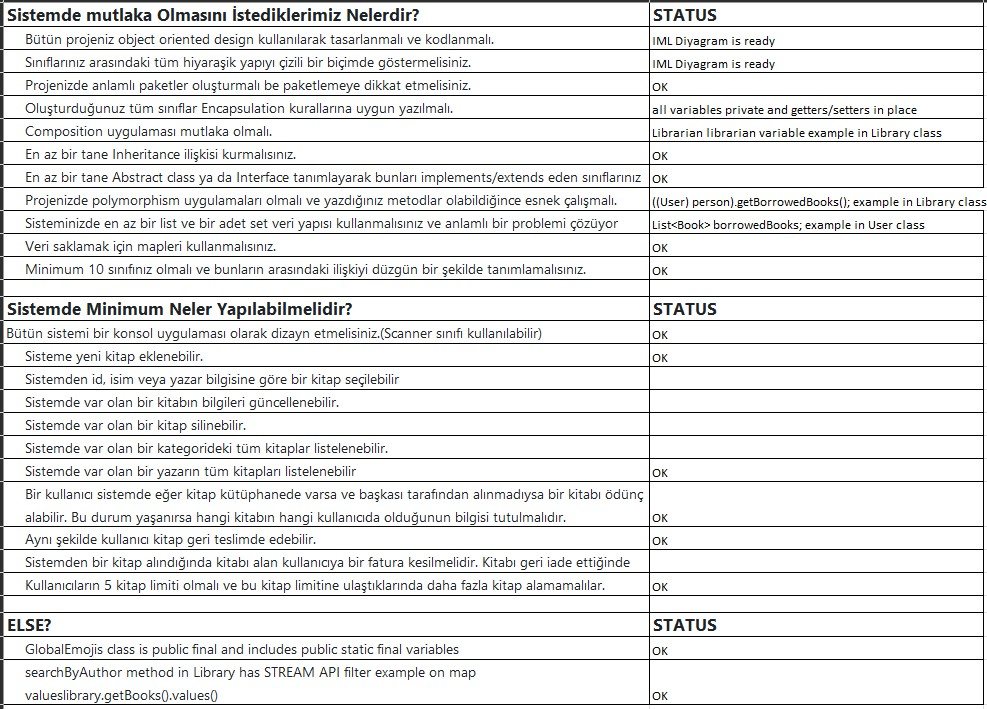 Sistemde mutlaka Olmasını İstediklerimiz Nelerdir? STATUS
Bütün projeniz object oriented design kullanılarak tasarlanmalı ve kodlanmalı. IML Diyagram is ready
Sınıflarınız arasındaki tüm hiyaraşik yapıyı çizili bir biçimde göstermelisiniz. IML Diyagram is ready
Projenizde anlamlı paketler oluşturmalı be paketlemeye dikkat etmelisiniz. OK
Oluşturduğunuz tüm sınıflar Encapsulation kurallarına uygun yazılmalı. all variables private and getters/setters in place
Composition uygulaması mutlaka olmalı. Librarian librarian variable example in Library class
En az bir tane Inheritance ilişkisi kurmalısınız. OK
En az bir tane Abstract class ya da Interface tanımlayarak bunları implements/extends eden sınıflarınız OK
Projenizde polymorphism uygulamaları olmalı ve yazdığınız metodlar olabildiğince esnek çalışmalı. ((User) person).getBorrowedBooks(); example in Library class
Sisteminizde en az bir list ve bir adet set veri yapısı kullanmalısınız ve anlamlı bir problemi çözüyor List<Book> borrowedBooks; example in User class
Veri saklamak için mapleri kullanmalısınız. OK
Minimum 10 sınıfınız olmalı ve bunların arasındaki ilişkiyi düzgün bir şekilde tanımlamalısınız. OK
Sistemde Minimum Neler Yapılabilmelidir? STATUS
Bütün sistemi bir konsol uygulaması olarak dizayn etmelisiniz.(Scanner sınıfı kullanılabilir) OK
Sisteme yeni kitap eklenebilir. OK
Sistemden id, isim veya yazar bilgisine göre bir kitap seçilebilir
Sistemde var olan bir kitabın bilgileri güncellenebilir.
Sistemde var olan bir kitap silinebilir.
Sistemde var olan bir kategorideki tüm kitaplar listelenebilir.
Sistemde var olan bir yazarın tüm kitapları listelenebilir OK
Bir kullanıcı sistemde eğer kitap kütüphanede varsa ve başkası tarafından alınmadıysa bir kitabı ödünç
alabilir. Bu durum yaşanırsa hangi kitabın hangi kullanıcıda olduğunun bilgisi tutulmalıdır. OK
Aynı şekilde kullanıcı kitap geri teslimde edebilir. OK
Sistemden bir kitap alındığında kitabı alan kullanıcıya bir fatura kesilmelidir. Kitabı geri iade ettiğinde
Kullanıcıların 5 kitap limiti olmalı ve bu kitap limitine ulaştıklarında daha fazla kitap alamamalılar. OK
ELSE? STATUS
GlobalEmojis class is public final and includes public static final variables OK
searchByAuthor method in Library has STREAM API filter example on map
valueslibrary.getBooks().values() OK